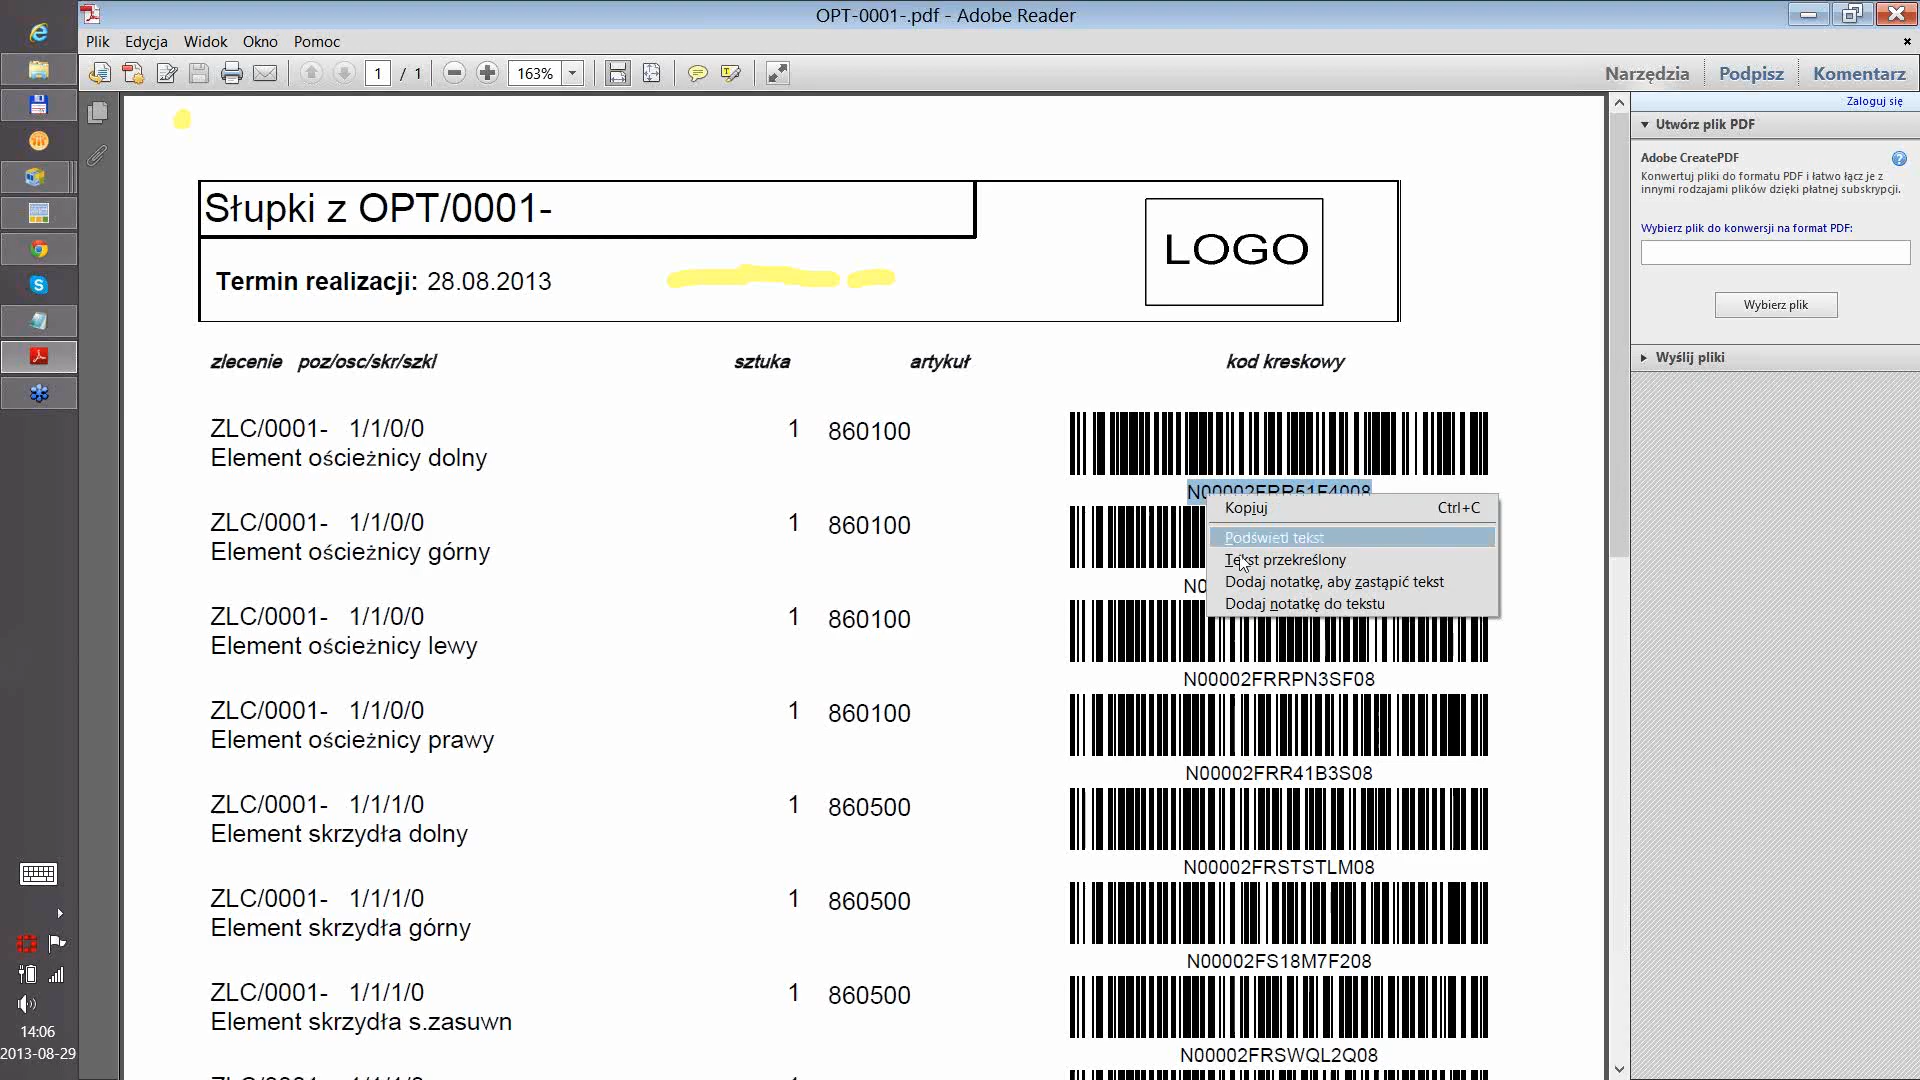 OPT-0001-.pdf - Adobe Reader
Plik Edycja Widok Okno Pomoc
1 / 1 163% Narzędzia Podpisz Komentarz
Zaloguj się
Utwórz plik PDF
Adobe CreatePDF
Konwertuj pliki do formatu PDF i łatwo łącz je z
innymi rodzajami plików dzięki płatnej subskrypcji.
Wybierz plik do konwersji na format PDF:
Wybierz plik
Wyślij pliki
Słupki z OPT/0001-
LOGO
Termin realizacji: 28.08.2013
zlecenie poz/osc/skr/szkl sztuka artykuł kod kreskowy
ZLC/0001- 1/1/0/0 1 860100
Element ościeżnicy dolny
N00002FRR51F4008
Kopiuj Ctrl+C
Podświetl tekst
Tekst przekreślony
Dodaj notatkę, aby zastąpić tekst
Dodaj notatkę do tekstu
ZLC/0001- 1/1/0/0 1 860100
Element ościeżnicy górny
ZLC/0001- 1/1/0/0 1 860100
Element ościeżnicy lewy
N00002FRRPN3SF08
ZLC/0001- 1/1/0/0 1 860100
Element ościeżnicy prawy
N00002FRR41B3S08
ZLC/0001- 1/1/1/0 1 860500
Element skrzydła dolny
N00002FRSTSTLM08
ZLC/0001- 1/1/1/0 1 860500
Element skrzydła górny
N00002FS18M7F208
ZLC/0001- 1/1/1/0 1 860500
Element skrzydła s.zasuwn
N00002FRSWQL2Q08
14:06
2013-08-29